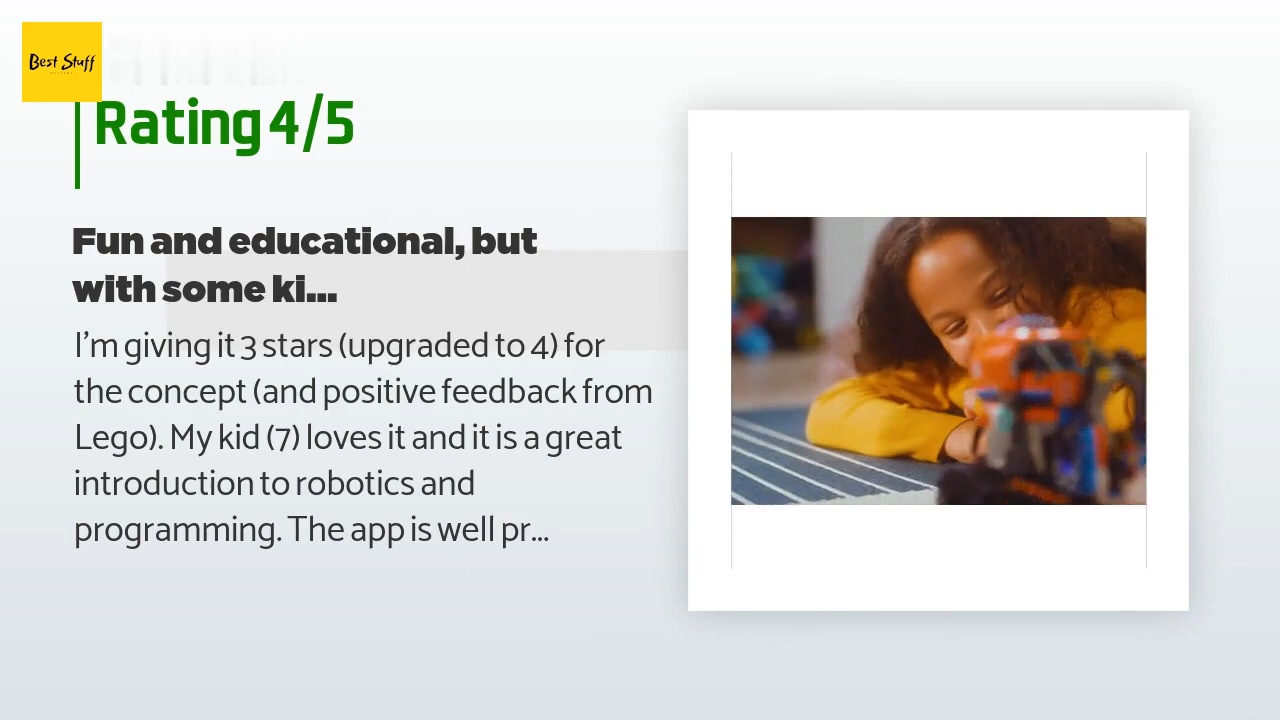 Best Stuff
Rating 4/5
Fun and educational, but
with some ki...
I'm giving it 3 stars (upgraded to 4) for
the concept (and positive feedback from
Lego). My kid (7) loves it and it is a great
introduction to robotics and
programming. The app is well pr...